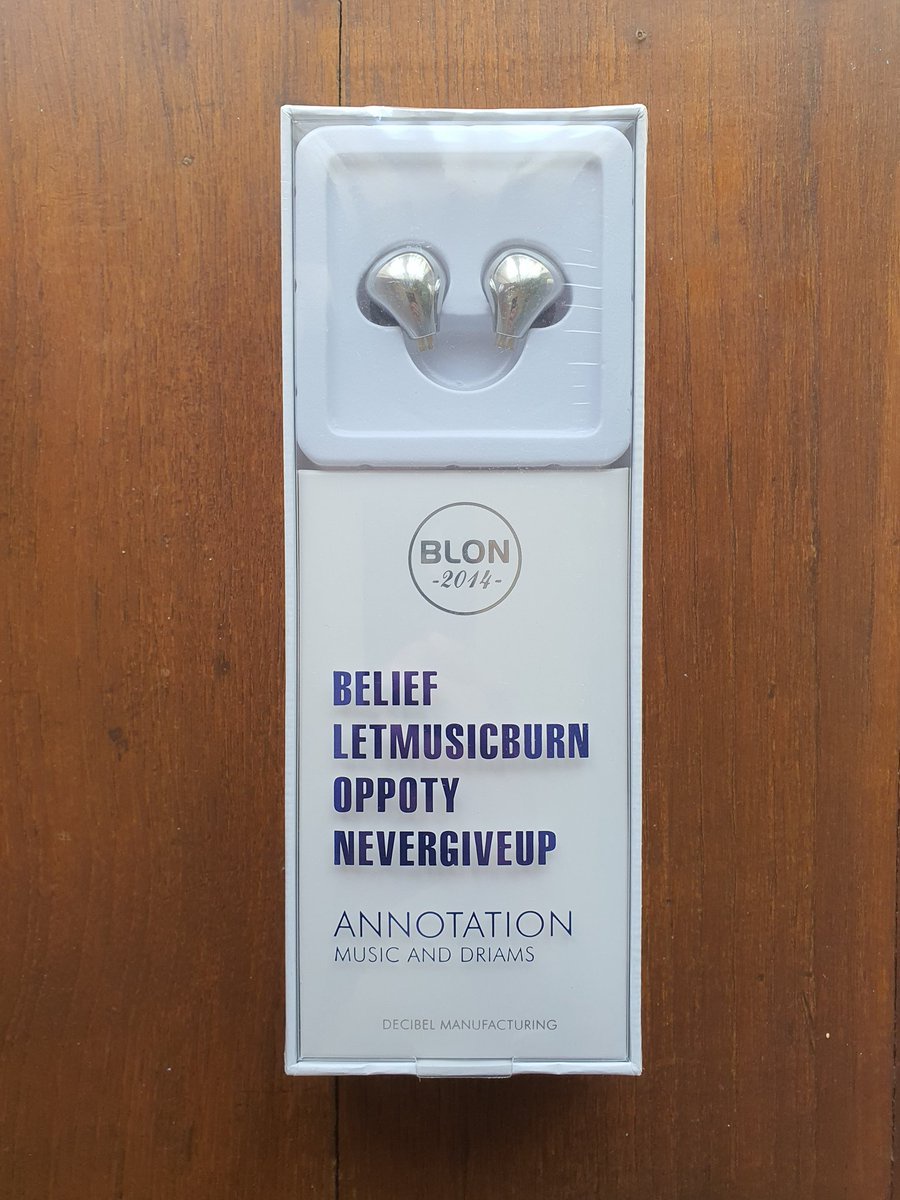 BLON
-2014-
BELIEF
LETMUSICBURN
OPPOTY
NEVERGIVEUP
ANNOTATION
MUSIC AND DRIAMS
DECIBEL MANUFACTURING